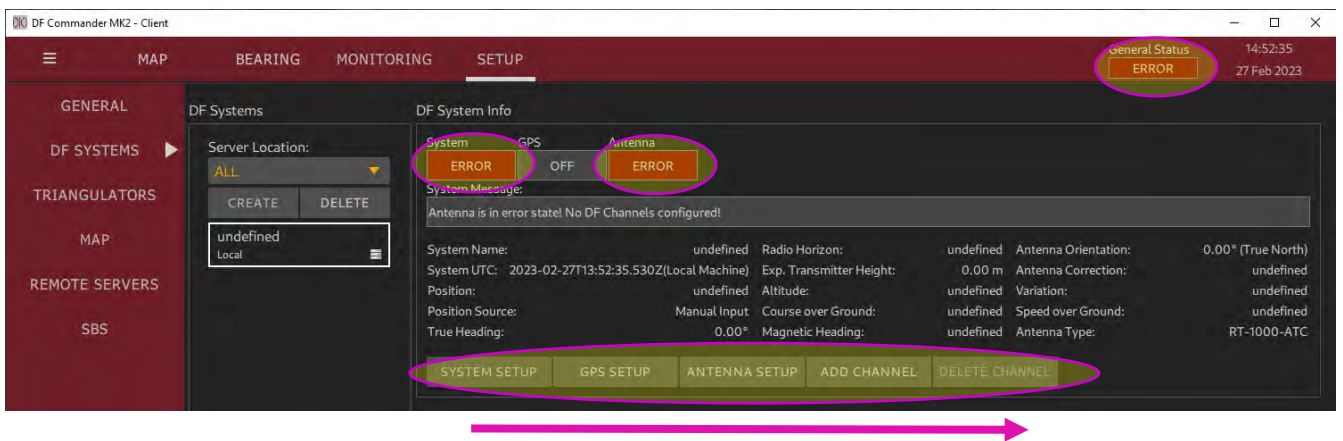 DF Commander MK2 - Client
MAP BEARING MONITORING SETUP
General Status
ERROR
14:52:35
27 Feb 2023
GENERAL
DF SYSTEMS
TRIANGULATORS
MAP
REMOTE SERVERS
SBS
DF Systems
Server Location:
ALL
CREATE DELETE
undefined
Local
DF System Info
System GPS Antenna
ERROR OFF ERROR
System Message:
Antenna is in error state! No DF Channels configured!
System Name: undefined Radio Horizon: undefined Antenna Orientation: 0.00° (True North)
System UTC: 2023-02-27T13:52:35.530Z(Local Machine) Exp. Transmitter Height: 0.00 m Antenna Correction: undefined
Position: undefined Altitude: undefined Variation: undefined
Position Source: Manual Input Course over Ground: undefined Speed over Ground: undefined
True Heading: 0.00° Magnetic Heading: undefined Antenna Type: RT-1000-ATC
SYSTEM SETUP GPS SETUP ANTENNA SETUP ADD CHANNEL DELETE CHANNEL